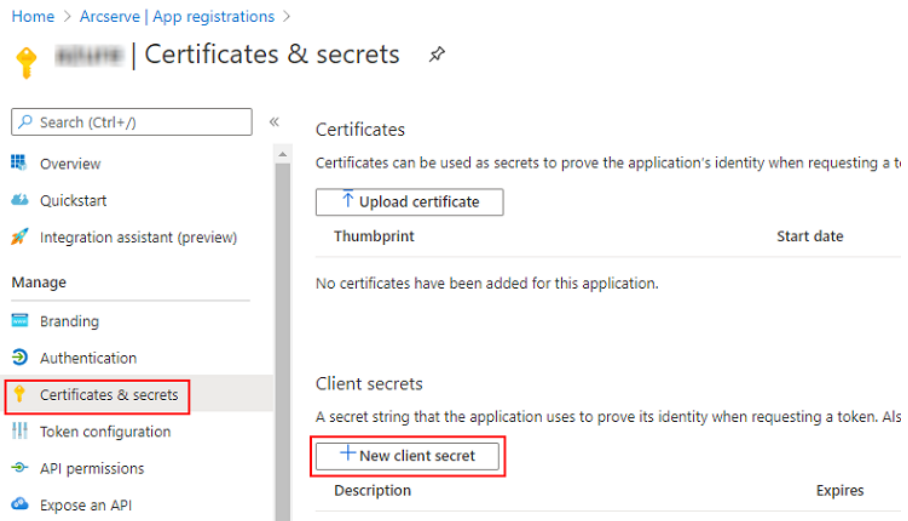 Home > Arcserve | App registrations >
| Certificates & secrets
Search (Ctrl+/)
«
Overview
Quickstart
Integration assistant (preview)
Manage
Branding
Authentication
Certificates & secrets
Token configuration
API permissions
Expose an API
Certificates
Certificates can be used as secrets to prove the application's identity when requesting a
Upload certificate
Thumbprint Start date
No certificates have been added for this application.
Client secrets
A secret string that the application uses to prove its identity when requesting a token.
New client secret
Description Expires